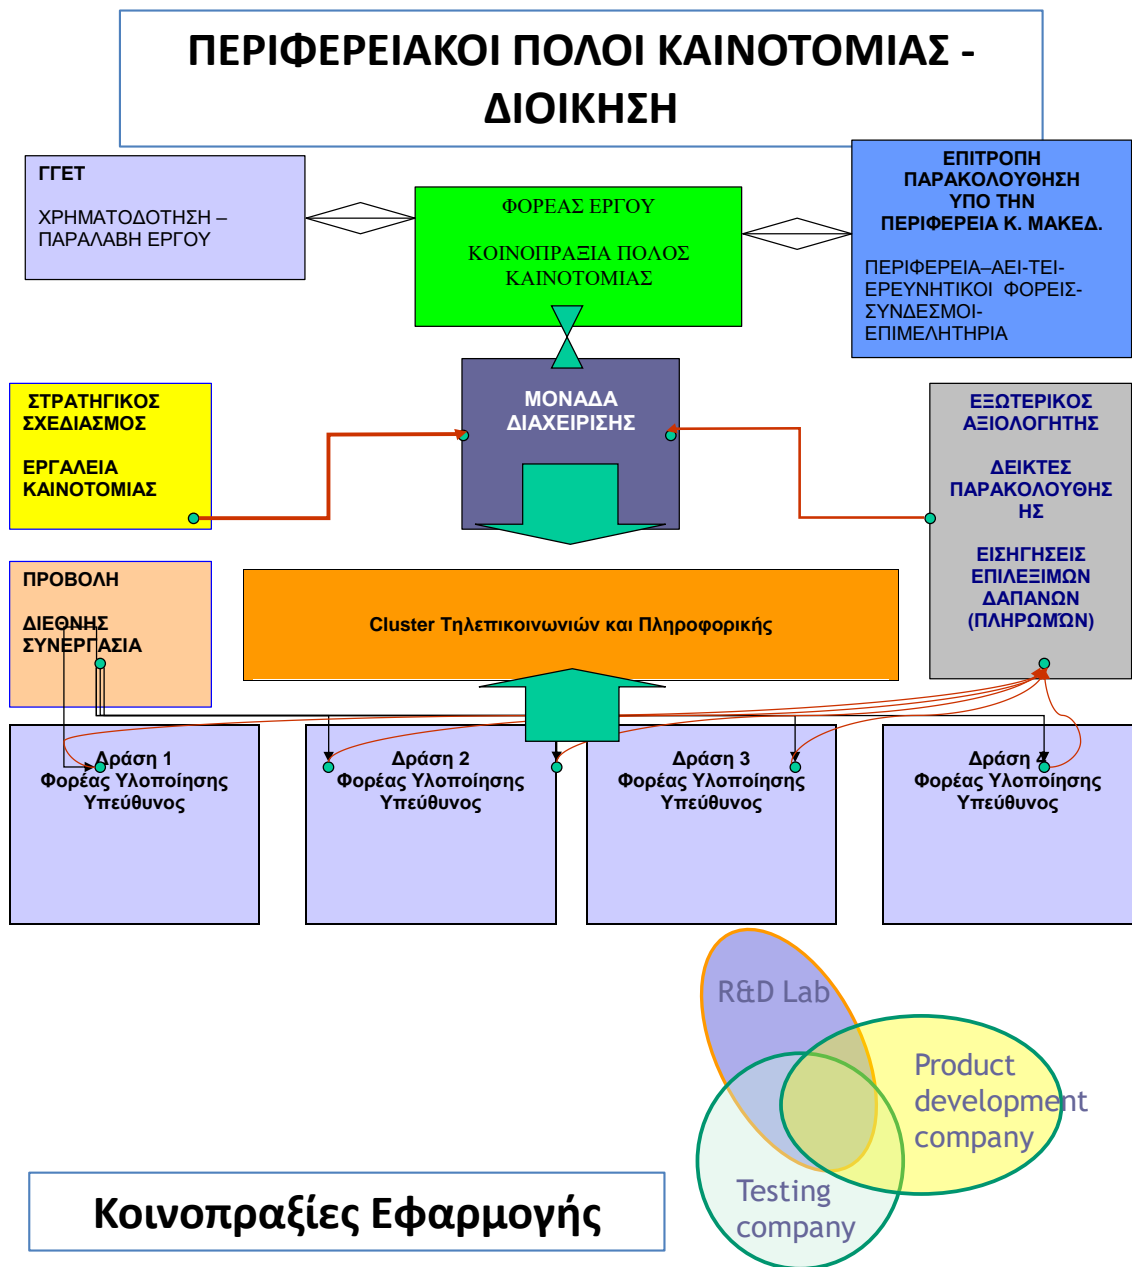 ΠΕΡΙΦΕΡΕΙΑΚΟΙ ΠΟΛΟΙ ΚΑΙΝΟΤΟΜΙΑΣ -
ΔΙΟΙΚΗΣΗ
ΓΓΕΤ
ΧΡΗΜΑΤΟΔΟΤΗΣΗ –
ΠΑΡΑΛΑΒΗ ΕΡΓΟΥ
ΦΟΡΕΑΣ ΕΡΓΟΥ
ΚΟΙΝΟΠΡΑΞΙΑ ΠΟΛΟΣ
ΚΑΙΝΟΤΟΜΙΑΣ
ΕΠΙΤΡΟΠΗ
ΠΑΡΑΚΟΛΟΥΘΗΣΗ
ΥΠΟ ΤΗΝ
ΠΕΡΙΦΕΡΕΙΑ Κ. ΜΑΚΕΔ.
ΠΕΡΙΦΕΡΕΙΑ–ΑΕΙ-ΤΕΙ-
ΕΡΕΥΝΗΤΙΚΟΙ ΦΟΡΕΙΣ-
ΣΥΝΔΕΣΜΟΙ-
ΕΠΙΜΕΛΗΤΗΡΙΑ
ΣΤΡΑΤΗΓΙΚΟΣ
ΣΧΕΔΙΑΣΜΟΣ
ΕΡΓΑΛΕΙΑ
ΚΑΙΝΟΤΟΜΙΑΣ
ΜΟΝΑΔΑ
ΔΙΑΧΕΙΡΙΣΗΣ
ΕΞΩΤΕΡΙΚΟΣ
ΑΞΙΟΛΟΓΗΤΗΣ
ΔΕΙΚΤΕΣ
ΠΑΡΑΚΟΛΟΥΘΗΣ
ΗΣ
ΕΙΣΗΓΗΣΕΙΣ
ΕΠΙΛΕΞΙΜΩΝ
ΔΑΠΑΝΩΝ
(ΠΛΗΡΩΜΏΝ)
ΠΡΟΒΟΛΗ
ΔΙΕΘΝΗΣ
ΣΥΝΕΡΓΑΣΙΑ
Cluster Τηλεπικοινωνιών και Πληροφορικής
Δράση 1
Φορέας Υλοποίησης
Υπεύθυνος
Δράση 2
Φορέας Υλοποίησης
Υπεύθυνος
Δράση 3
Φορέας Υλοποίησης
Υπεύθυνος
Δράση 4
Φορέας Υλοποίησης
Υπεύθυνος
R&D Lab
Product
development
company
Testing
company
Κοινοπραξίες Εφαρμογής